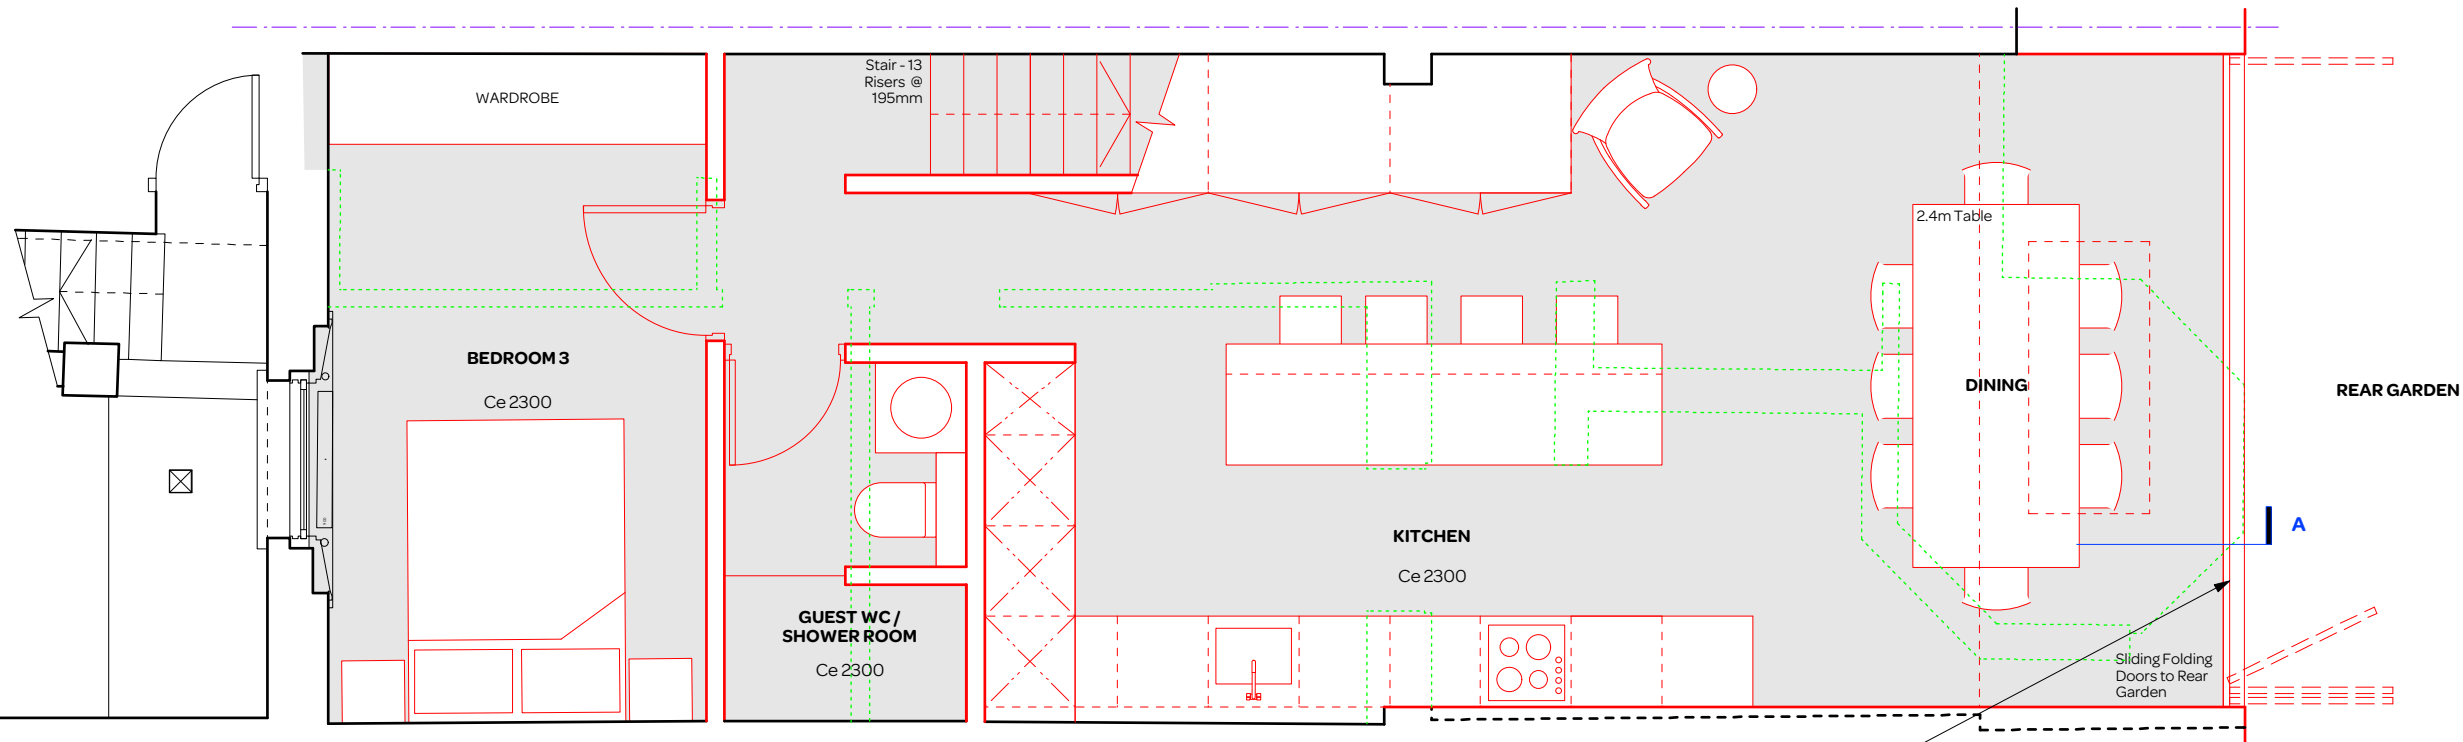 Stair - 13
Risers @
195mm
WARDROBE
2.4m Table
BEDROOM 3
Ce 2300
DINING
REAR GARDEN
KITCHEN
Ce 2300
A
GUEST WC /
SHOWER ROOM
Ce 2300
Sliding Folding
Doors to Rear
Garden